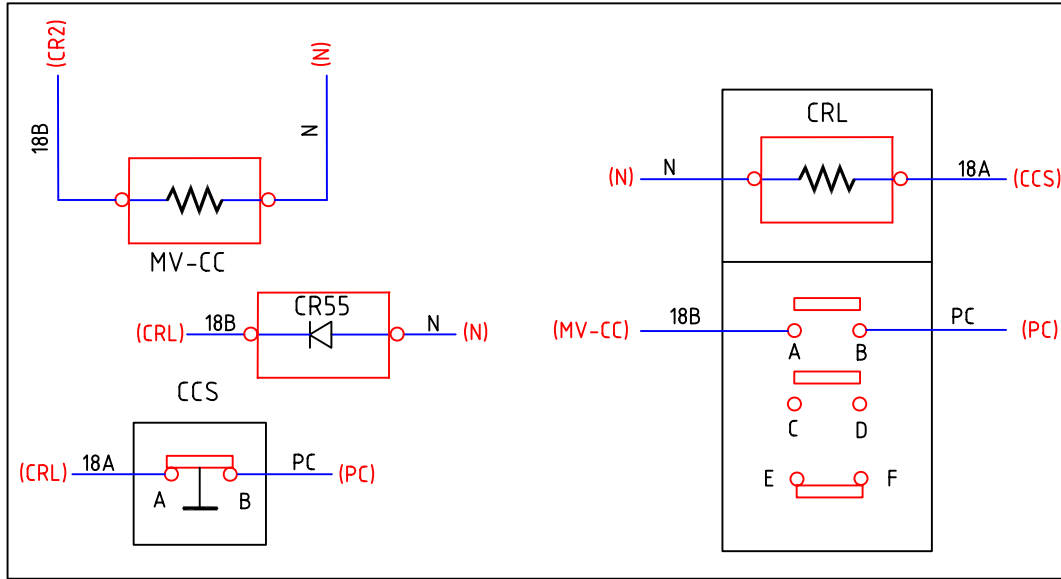 (CR2)
(N)
18B
N
MV-CC
CR55
(CRL)
18B
N
(N)
CCS
(CRL)
18A
PC
(PC)
A
B
CRL
(N)
N
18A
(CCS)
(MV-CC)
18B
PC
(PC)
A
B
C
D
E
F